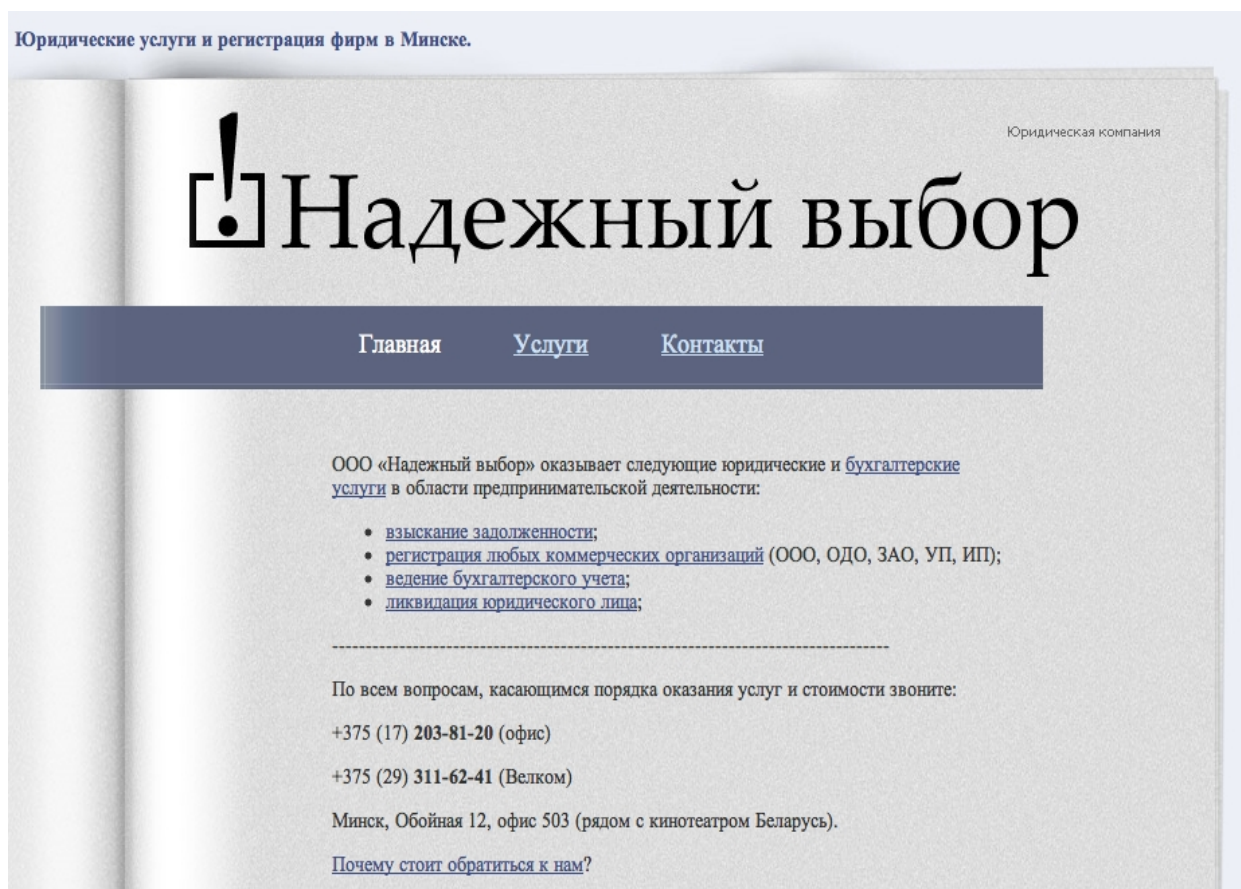 Юридические услуги и регистрация фирм в Минске.
Юридическая компания
Надежный выбор
Главная Услуги Контакты
ООО «Надежный выбор» оказывает следующие юридические и бухгалтерские
услуги в области предпринимательской деятельности:
• взыскание задолженности;
• регистрация любых коммерческих организаций (ООО, ОДО, ЗАО, УП, ИП);
• ведение бухгалтерского учета;
• ликвидация юридического лица;
-----------------------------------------------------------------------------------
По всем вопросам, касающимся порядка оказания услуг и стоимости звоните:
+375 (17) 203-81-20 (офис)
+375 (29) 311-62-41 (Велком)
Минск, Обойная 12, офис 503 (рядом с кинотеатром Беларусь).
Почему стоит обратиться к нам?